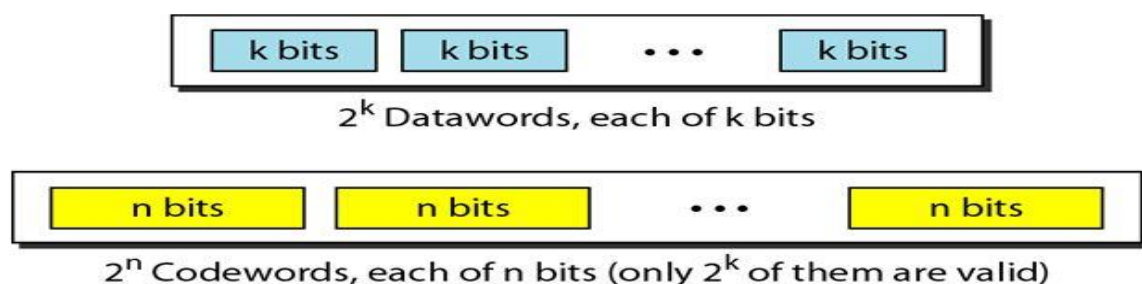 k bits k bits • • • k bits
2^k Datawords, each of k bits
n bits n bits • • • n bits
2^n Codewords, each of n bits (only 2^k of them are valid)